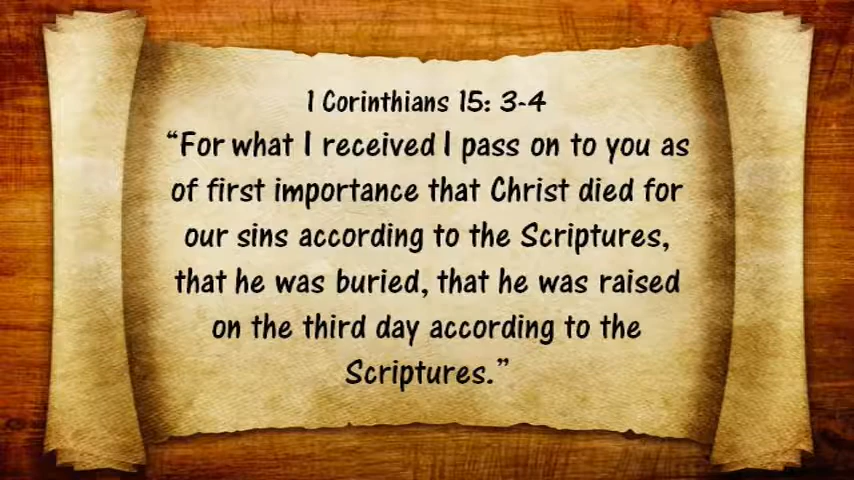 1 Corinthians 15: 3-4
“For what I received I pass on to you as
of first importance that Christ died for
our sins according to the Scriptures,
that he was buried, that he was raised
on the third day according to the
Scriptures.”